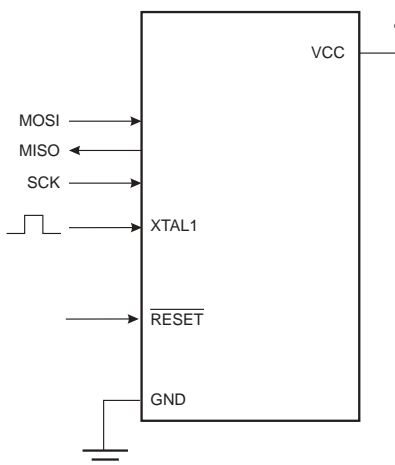 VCC
MOSI
MISO
SCK
XTAL1
RESET
GND